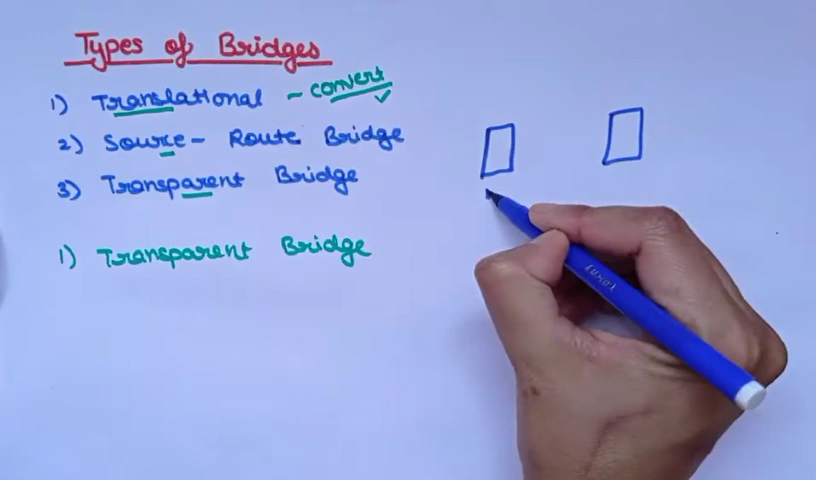 Types of Bridges
1) Translational - convert ✓
2) Source - Route Bridge
3) Transparent Bridge
1) Transparent Bridge